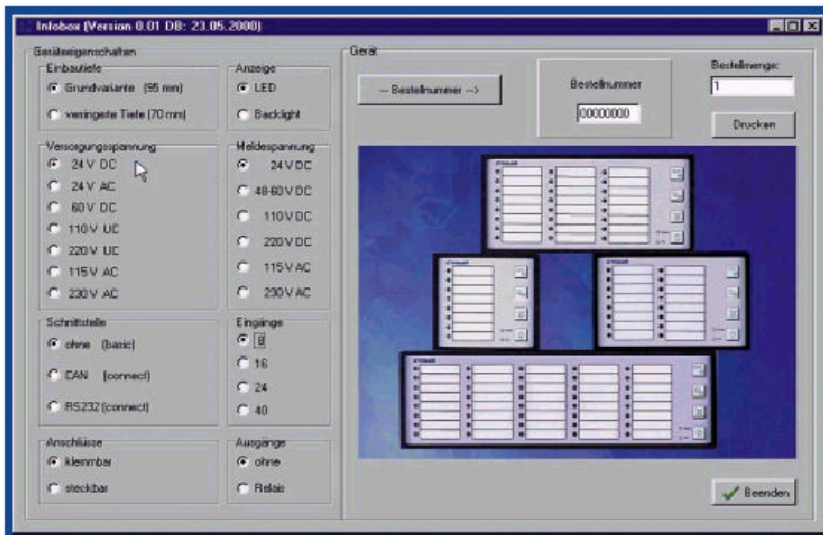 Infobox (Version 0.01 DB: 23.05.2000)
Geräteeigenschaften
Einbautiefe
Grundvariante (95 mm)
verringerte Tiefe (70 mm)
Anzeige
LED
Backlight
Versorgungsspannung
24 V DC
24 V AC
60 V DC
110 V UC
220 V UC
115 V AC
230 V AC
Meldespannung
24 V DC
48-60 V DC
110 V DC
220 V DC
115 V AC
230 V AC
Schnittstelle
ohne (basic)
CAN (connect)
RS232 (connect)
Eingänge
8
16
24
40
Anschlüsse
klemmbar
steckbar
Ausgänge
ohne
Relais
Gerät
-- Bestellnummer -->
Bestellnummer
00000000
Bestellmenge:
1
Drucken
Beenden